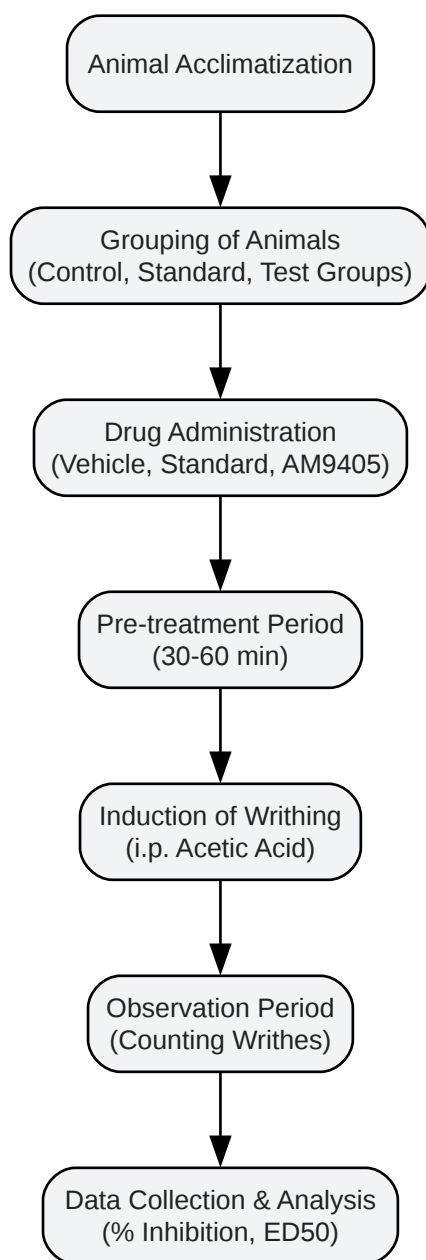 Animal Acclimatization
Grouping of Animals
(Control, Standard, Test Groups)
Drug Administration
(Vehicle, Standard, AM9405)
Pre-treatment Period
(30-60 min)
Induction of Writhing
(i.p. Acetic Acid)
Observation Period
(Counting Writhes)
Data Collection & Analysis
(% Inhibition, ED50)